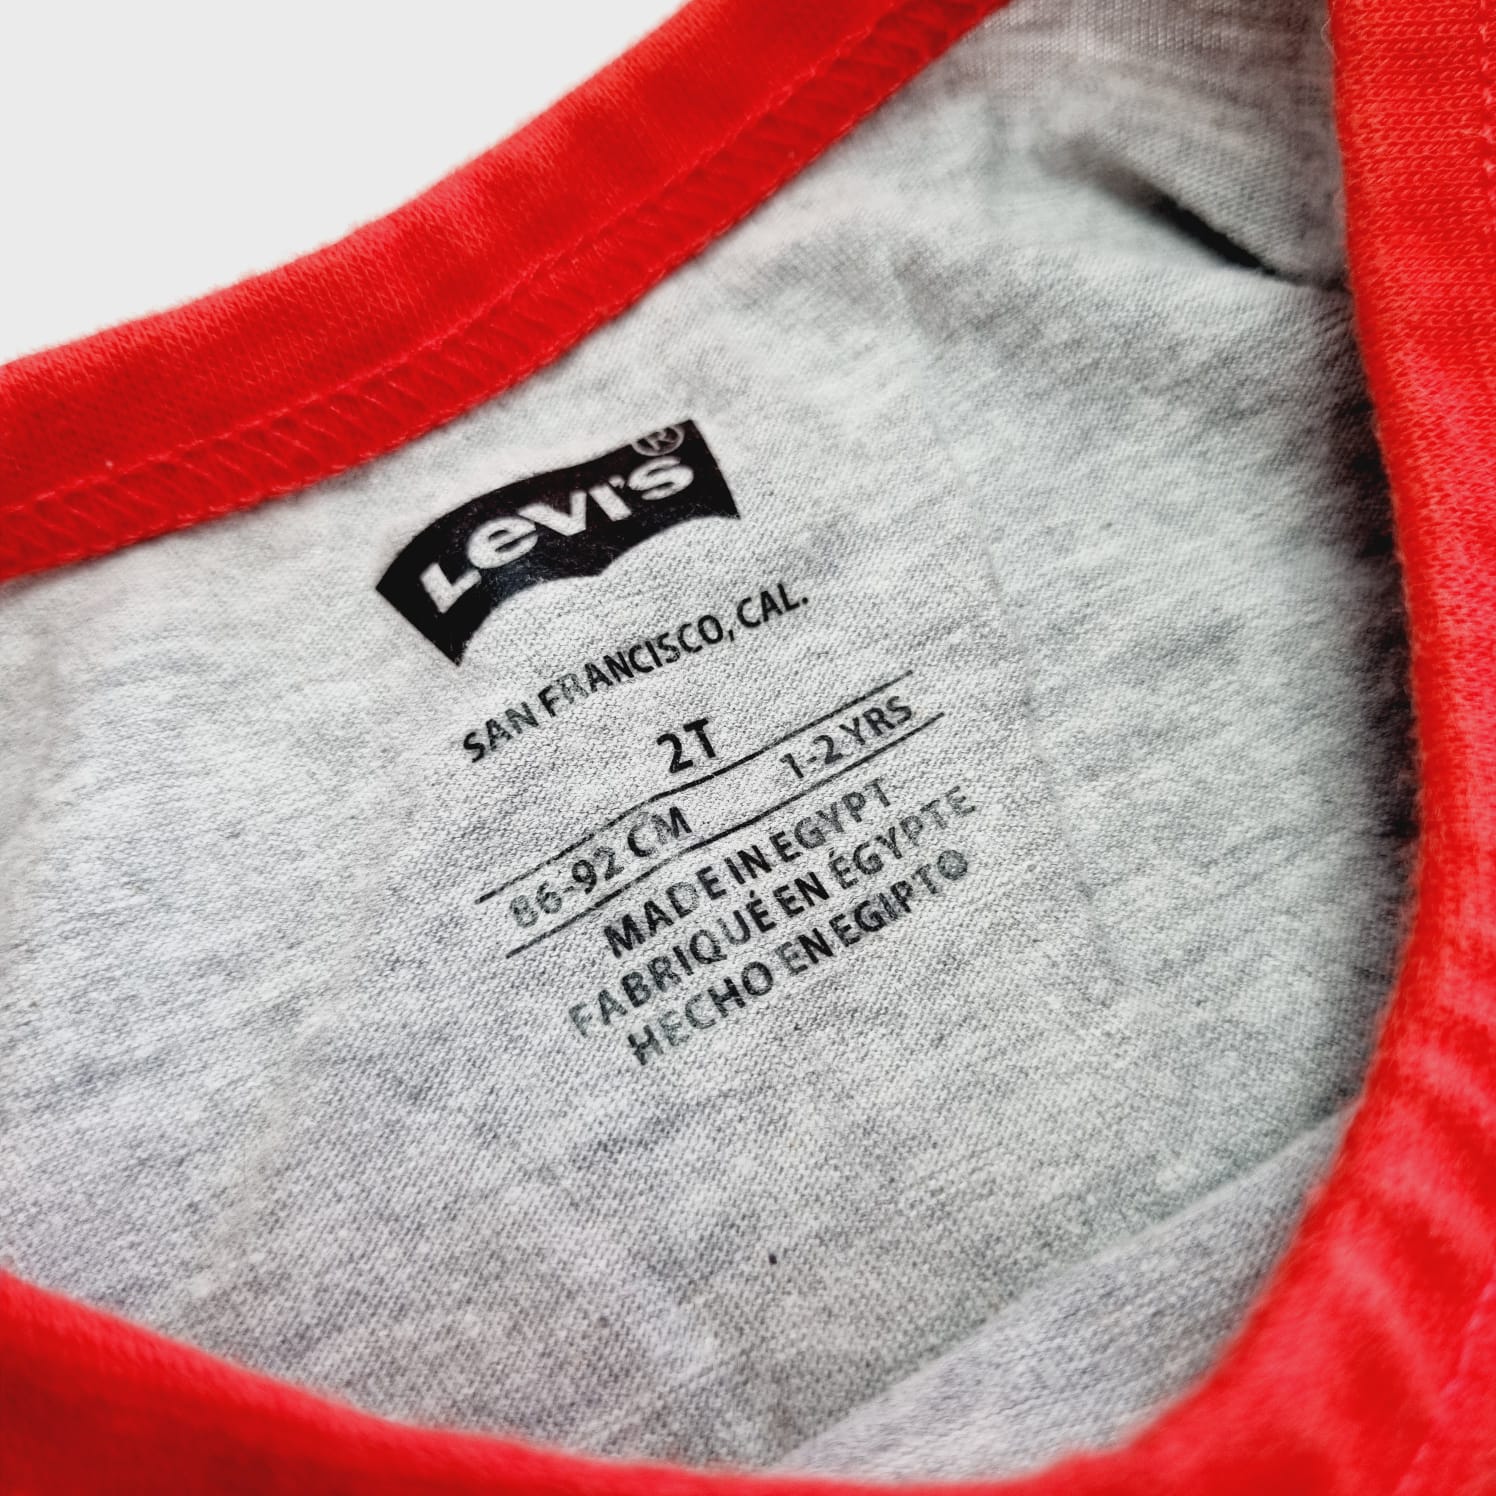 Levi's®
SAN FRANCISCO, CAL.
2T
86-92 CM 1-2 YRS
MADE IN EGYPT
FABRIQUÉ EN ÉGYPTE
HECHO EN EGIPTO